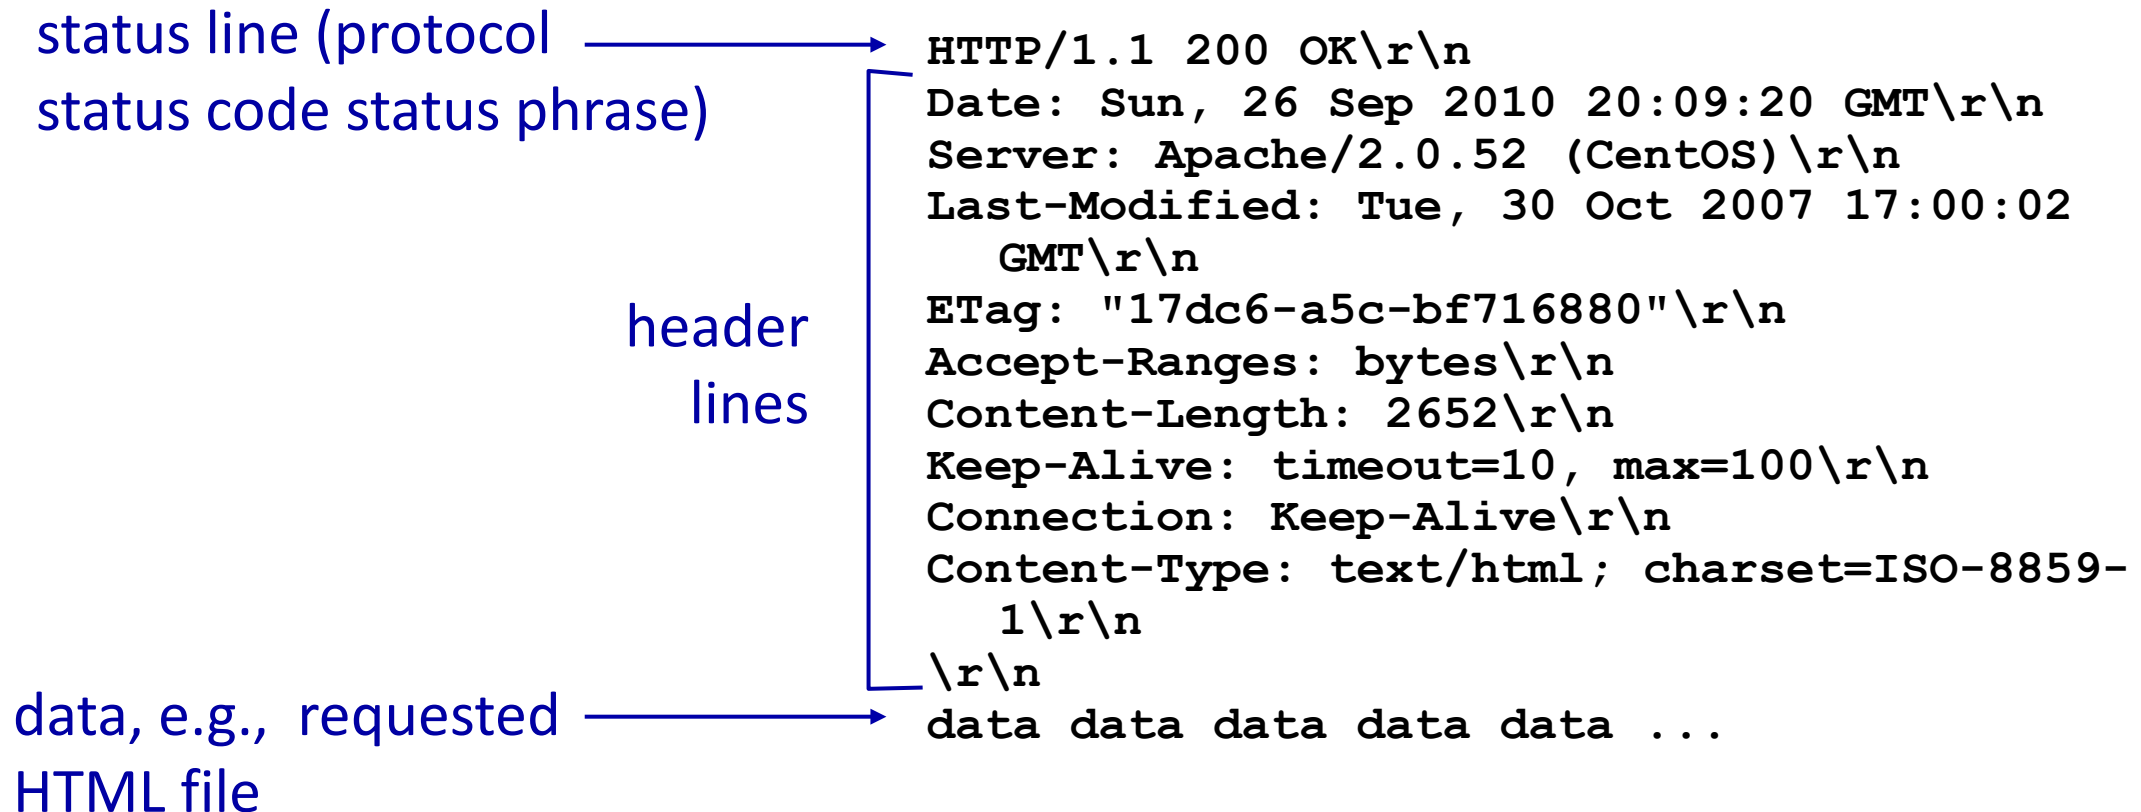 status line (protocol
status code status phrase)
header
lines
data, e.g.,  requested
HTML file
HTTP/1.1 200 OK\r\n
Date: Sun, 26 Sep 2010 20:09:20 GMT\r\n
Server: Apache/2.0.52 (CentOS)\r\n
Last-Modified: Tue, 30 Oct 2007 17:00:02
GMT\r\n
ETag: "17dc6-a5c-bf716880"\r\n
Accept-Ranges: bytes\r\n
Content-Length: 2652\r\n
Keep-Alive: timeout=10, max=100\r\n
Connection: Keep-Alive\r\n
Content-Type: text/html; charset=ISO-8859-
1\r\n
\r\n
data data data data data ...